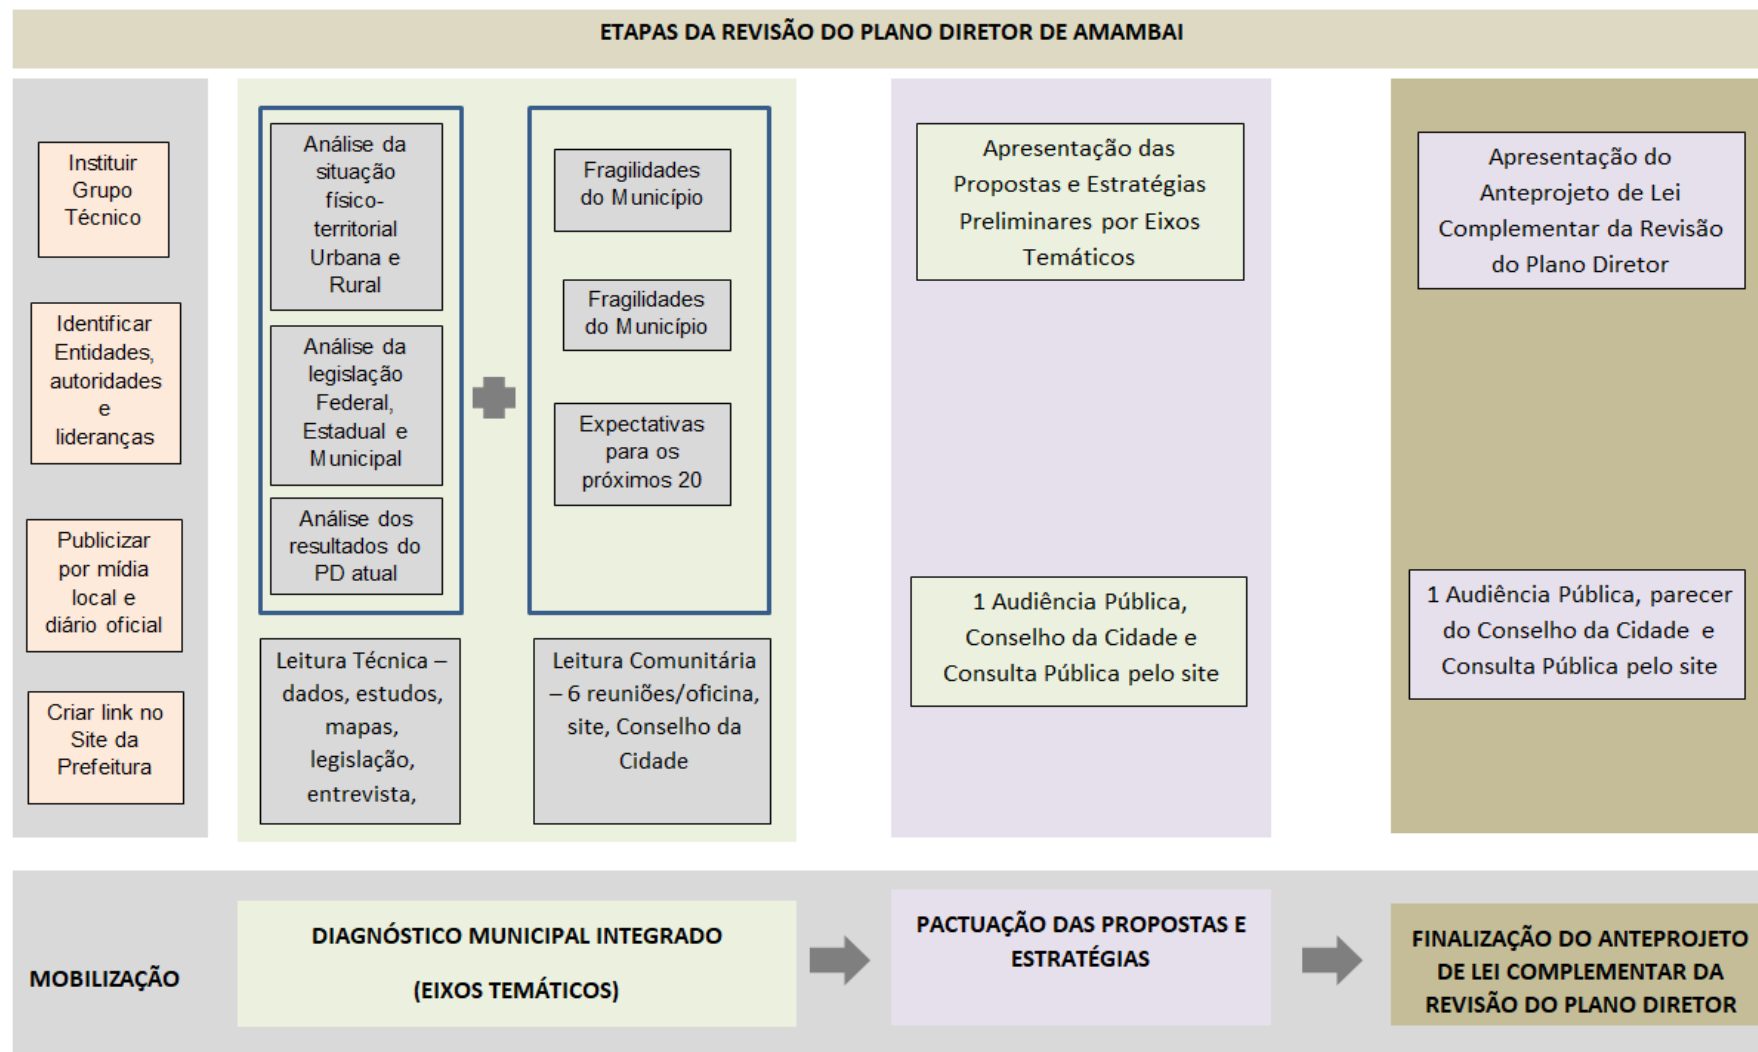 ETAPAS DA REVISÃO DO PLANO DIRETOR DE AMAMBAI
Instituir
Grupo
Técnico
Identificar
Entidades,
autoridades
e
lideranças
Publicizar
por mídia
local e
diário oficial
Criar link no
Site da
Prefeitura
Análise da
situação
físico-
territorial
Urbana e
Rural
Análise da
legislação
Federal,
Estadual e
Municipal
Análise dos
resultados do
PD atual
Leitura Técnica –
dados, estudos,
mapas,
legislação,
entrevista,
Fragilidades
do Município
Fragilidades
do Município
Expectativas
para os
próximos 20
Leitura Comunitária
– 6 reuniões/oficina,
site, Conselho da
Cidade
Apresentação das
Propostas e Estratégias
Preliminares por Eixos
Temáticos
1 Audiência Pública,
Conselho da Cidade e
Consulta Pública pelo site
Apresentação do
Anteprojeto de Lei
Complementar da Revisão
do Plano Diretor
1 Audiência Pública, parecer
do Conselho da Cidade e
Consulta Pública pelo site
MOBILIZAÇÃO
DIAGNÓSTICO MUNICIPAL INTEGRADO
(EIXOS TEMÁTICOS)
PACTUAÇÃO DAS PROPOSTAS E
ESTRATÉGIAS
FINALIZAÇÃO DO ANTEPROJETO
DE LEI COMPLEMENTAR DA
REVISÃO DO PLANO DIRETOR